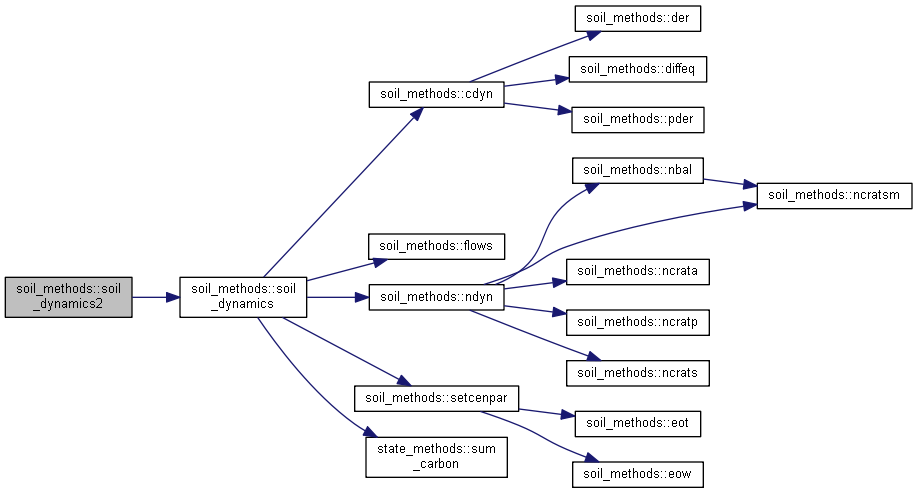 soil_methods::soil
_dynamics2
soil_methods::soil
_dynamics
soil_methods::cdyn
soil_methods::der
soil_methods::diffeq
soil_methods::pder
soil_methods::flows
soil_methods::ndyn
soil_methods::nbal
soil_methods::ncratsm
soil_methods::ncrata
soil_methods::ncratp
soil_methods::ncrats
soil_methods::setcenpar
soil_methods::eot
soil_methods::eow
state_methods::sum
_carbon